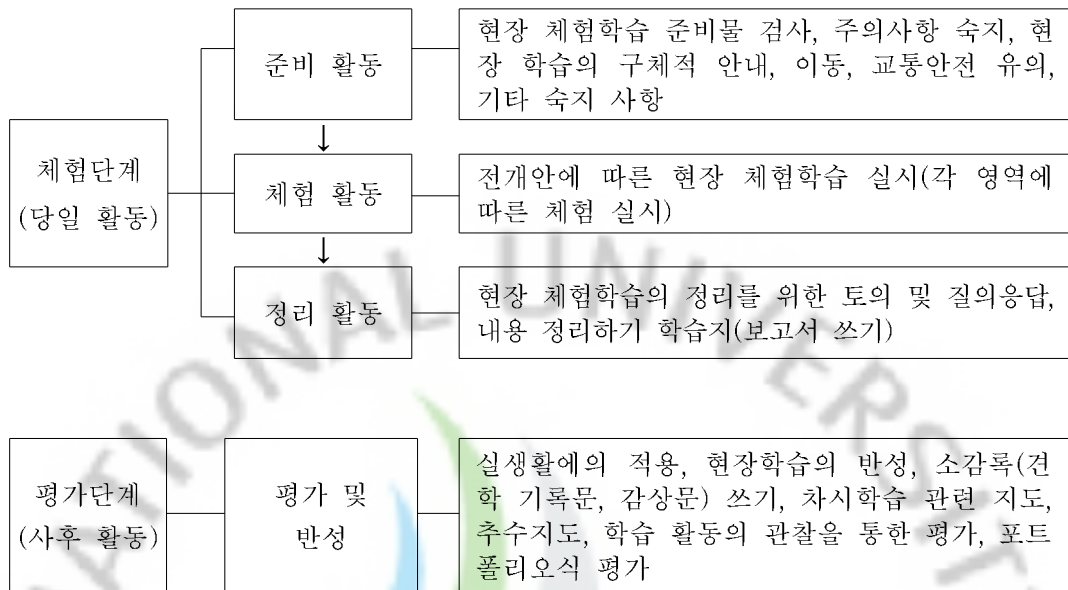 준비 활동
현장 체험학습 준비물 검사, 주의사항 숙지, 현
장 학습의 구체적 안내, 이동, 교통안전 유의,
기타 숙지 사항
체험단계
(당일 활동)
체험 활동
전개안에 따른 현장 체험학습 실시(각 영역에
따른 체험 실시)
정리 활동
현장 체험학습의 정리를 위한 토의 및 질의응답,
내용 정리하기 학습지(보고서 쓰기)
평가단계
(사후 활동)
평가 및
반성
실생활에의 적용, 현장학습의 반성, 소감록(견
학 기록문, 감상문) 쓰기, 차시학습 관련 지도,
추수지도, 학습 활동의 관찰을 통한 평가, 포트
폴리오식 평가
NATIONAL UNIVERSIT